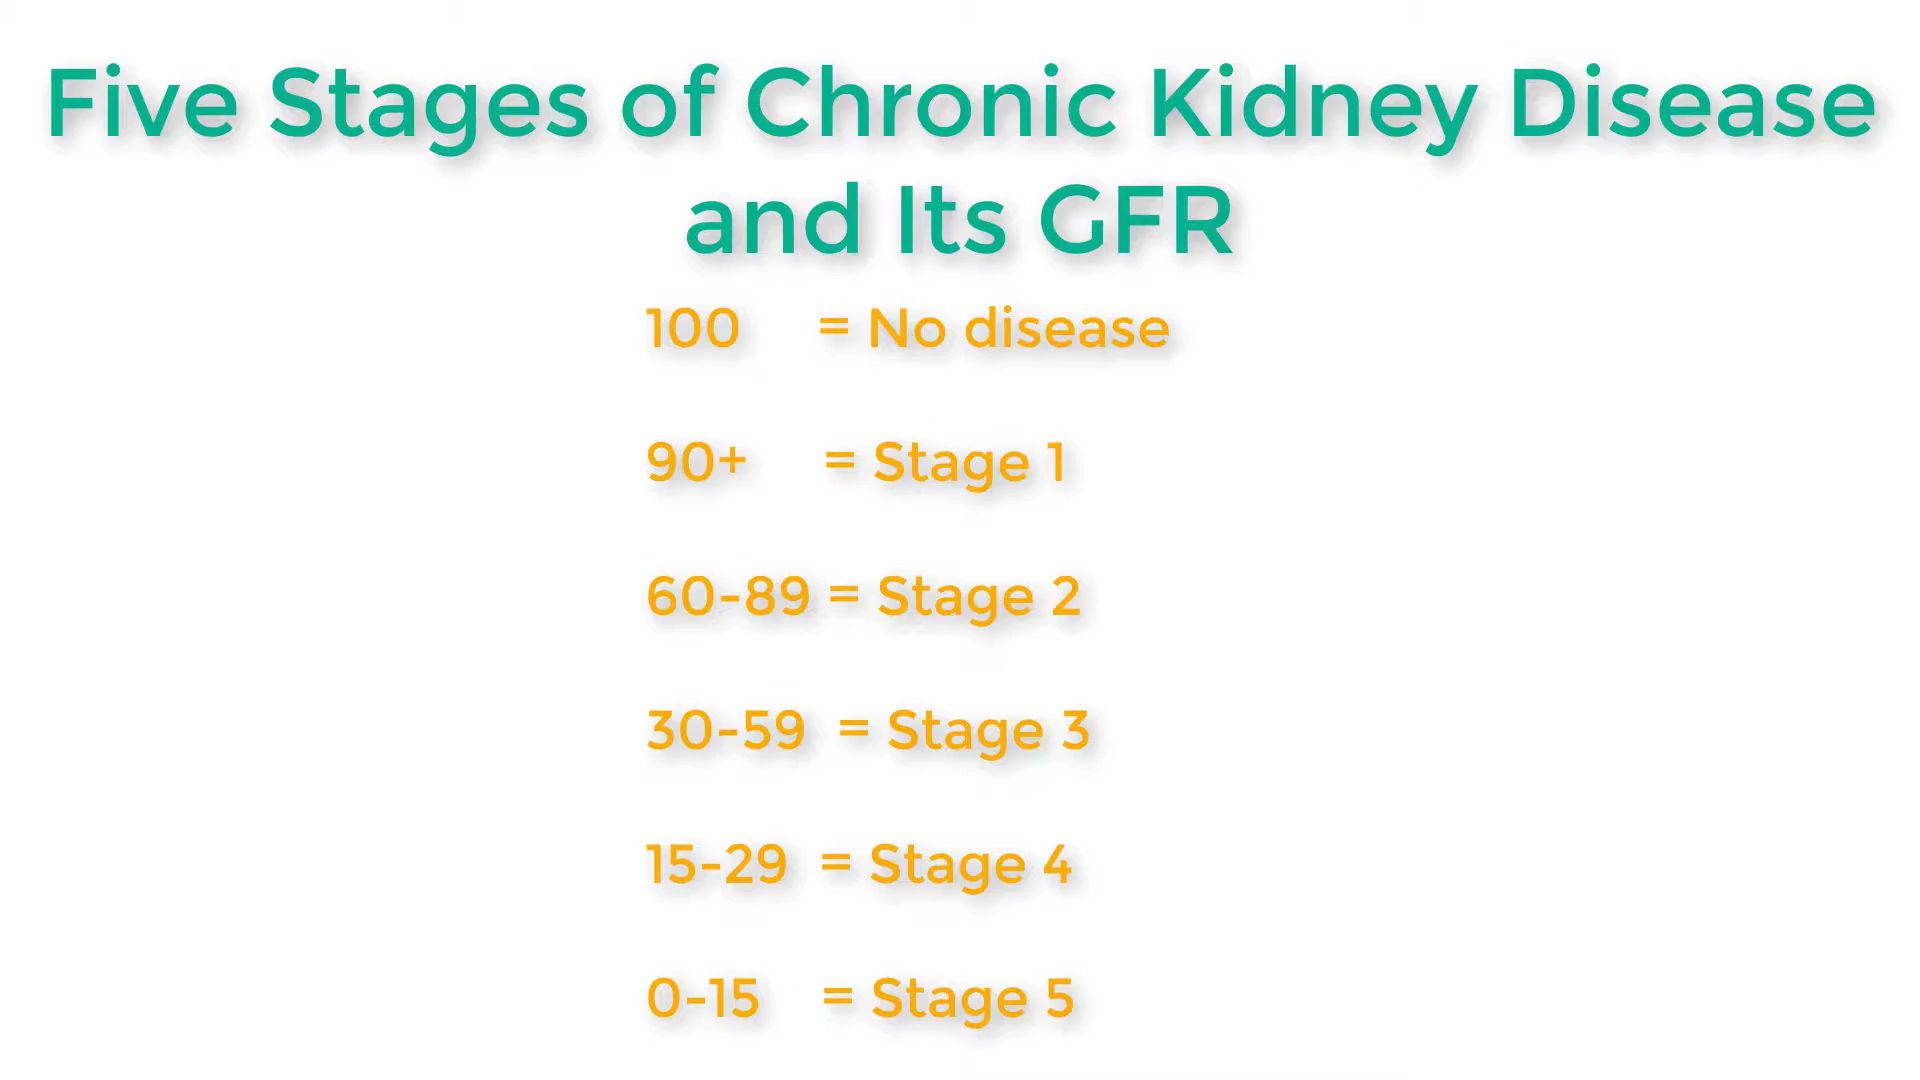 Five Stages of Chronic Kidney Disease
and Its GFR
100 = No disease
90+ = Stage 1
60-89 = Stage 2
30-59 = Stage 3
15-29 = Stage 4
0-15 = Stage 5